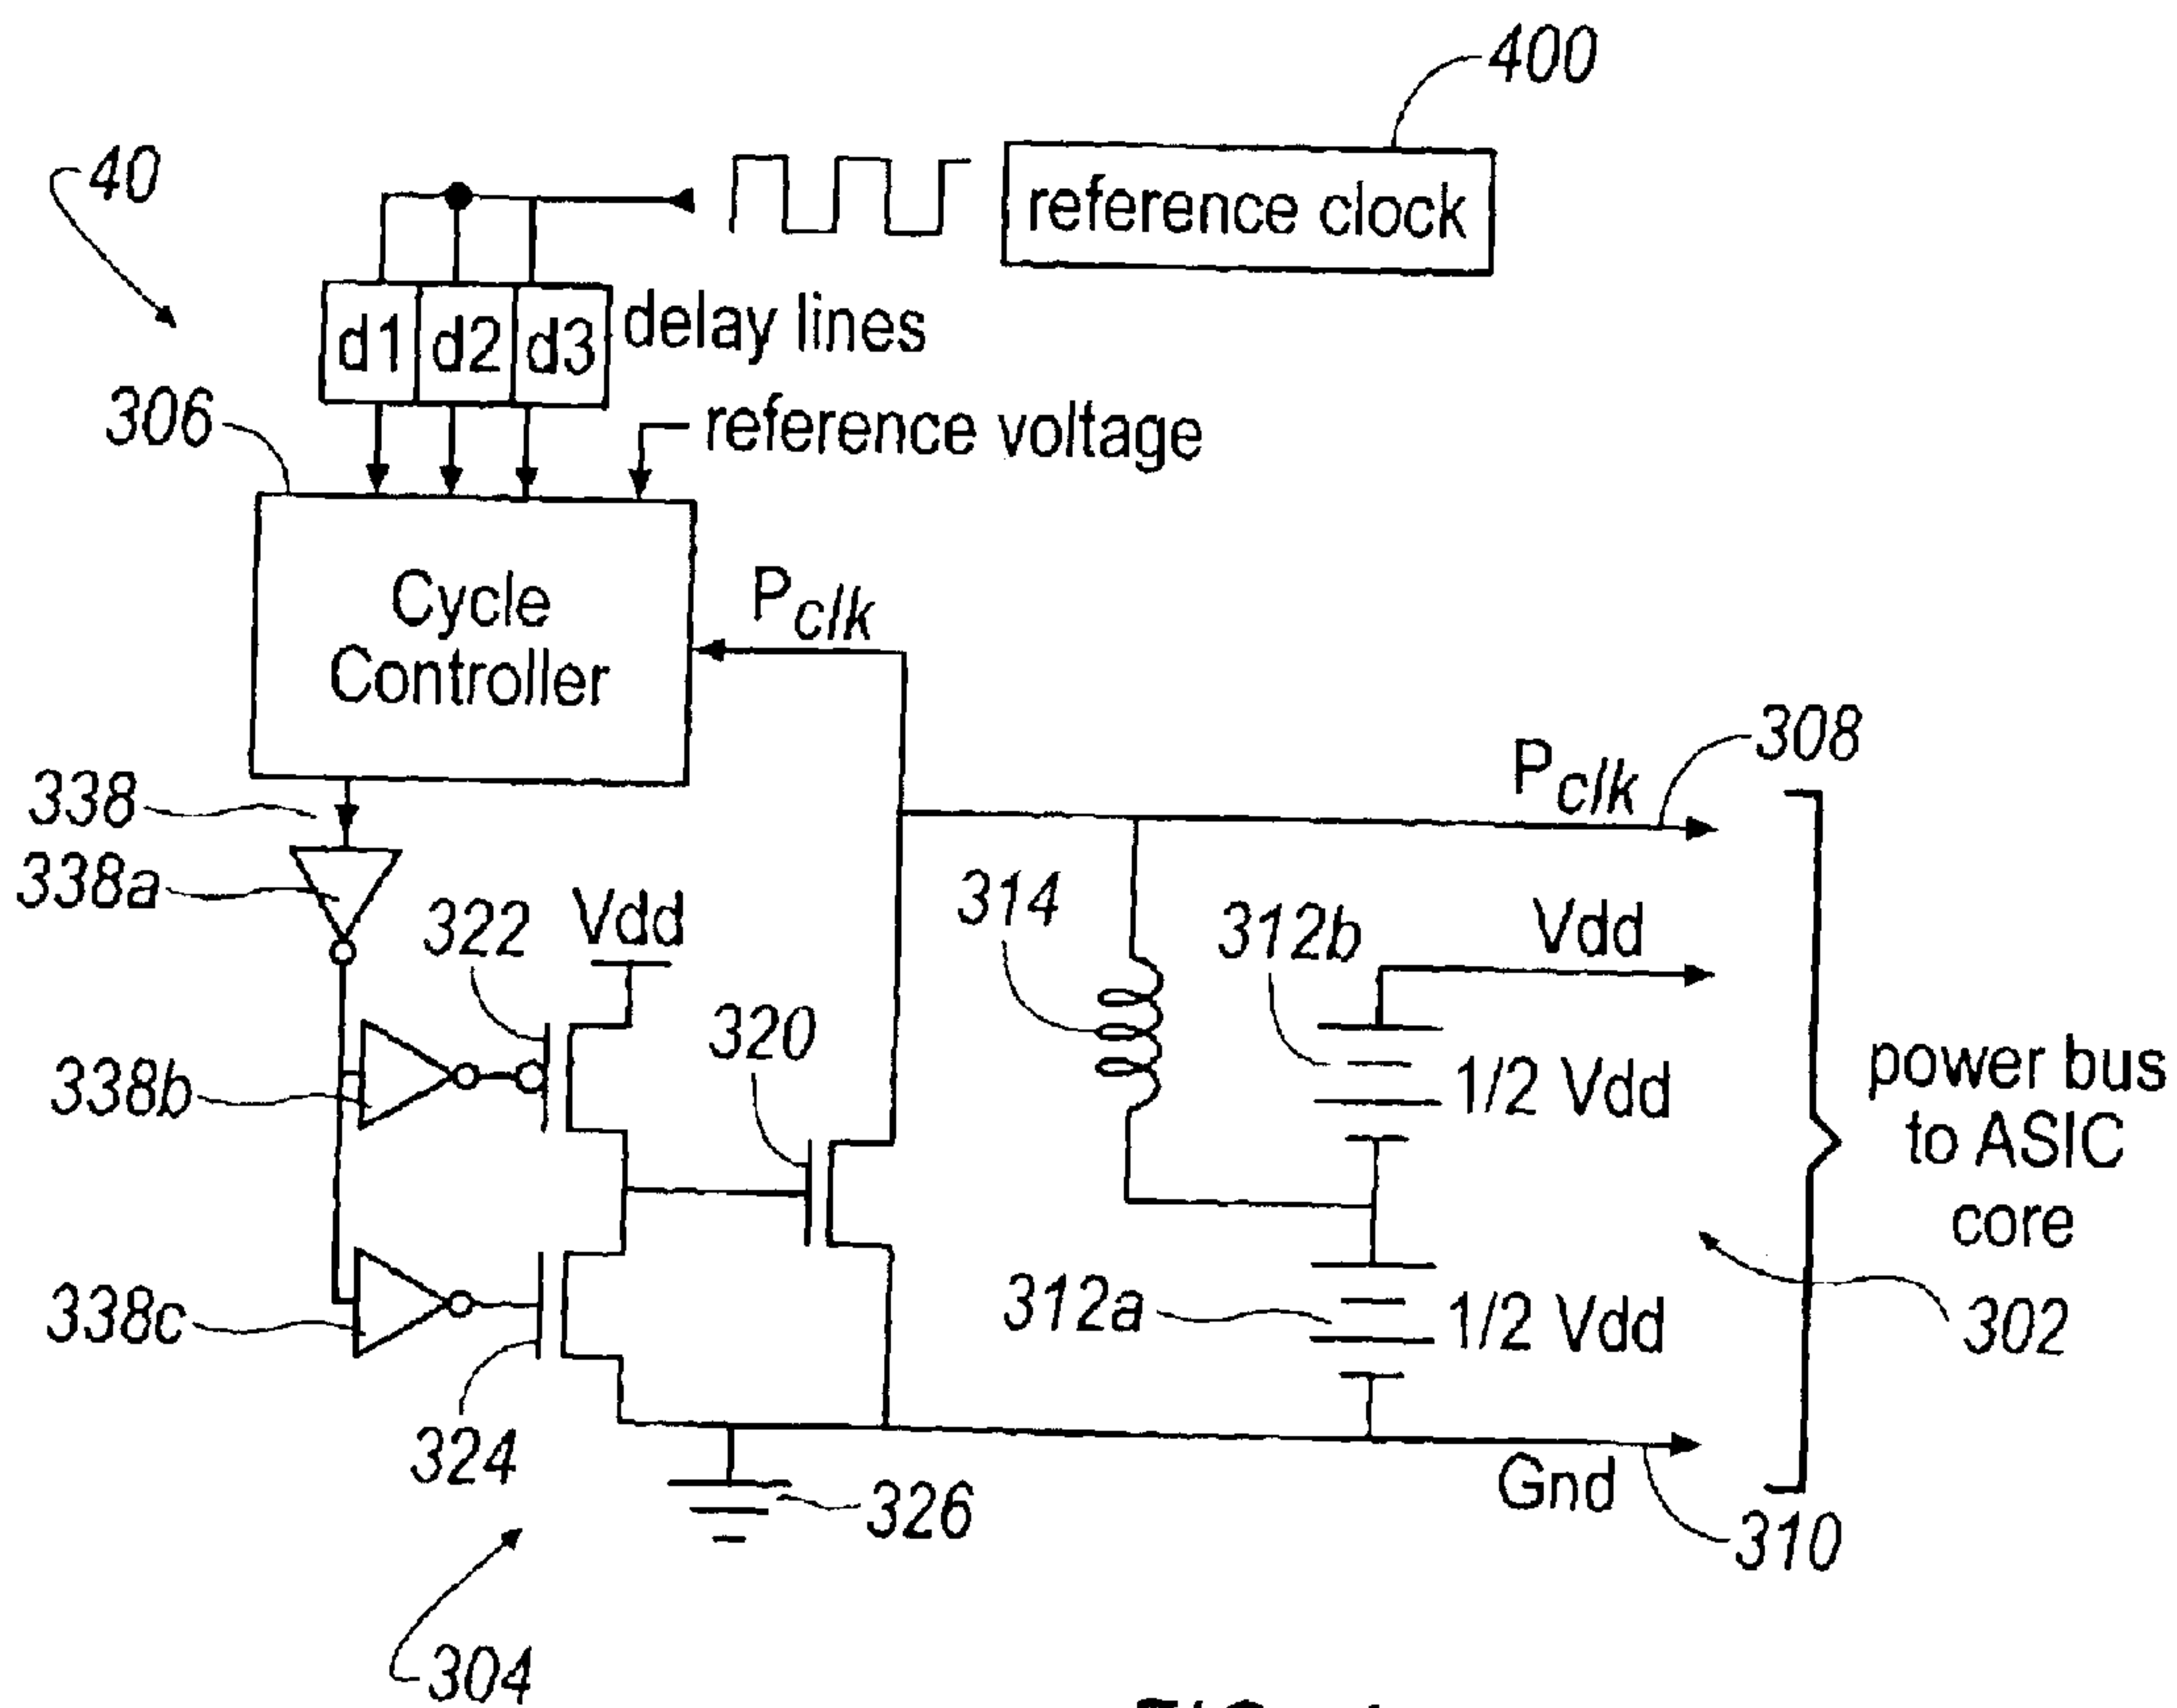 400
40
reference clock
d1 d2 d3
delay lines
306
reference voltage
Cycle
Controller
Pclk
338
Pclk
308
338a
322
Vdd
314
312b
Vdd
320
338b
1/2 Vdd
power bus
to ASIC
core
338c
312a
1/2 Vdd
302
324
326
Gnd
310
304